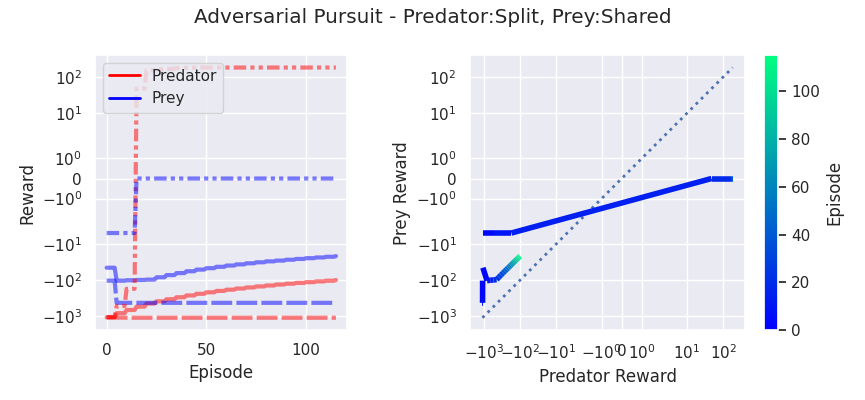 Adversarial Pursuit - Predator:Split, Prey:Shared
Predator
Prey
10²
10¹
10⁰
0
−10⁰
−10¹
−10²
−10³
Reward
0 50 100
Episode
10²
10¹
10⁰
0
−10⁰
−10¹
−10²
−10³
Prey Reward
−10³ −10² −10¹ −10⁰ 0 10⁰ 10¹ 10²
Predator Reward
100
80
60
40
20
0
Episode